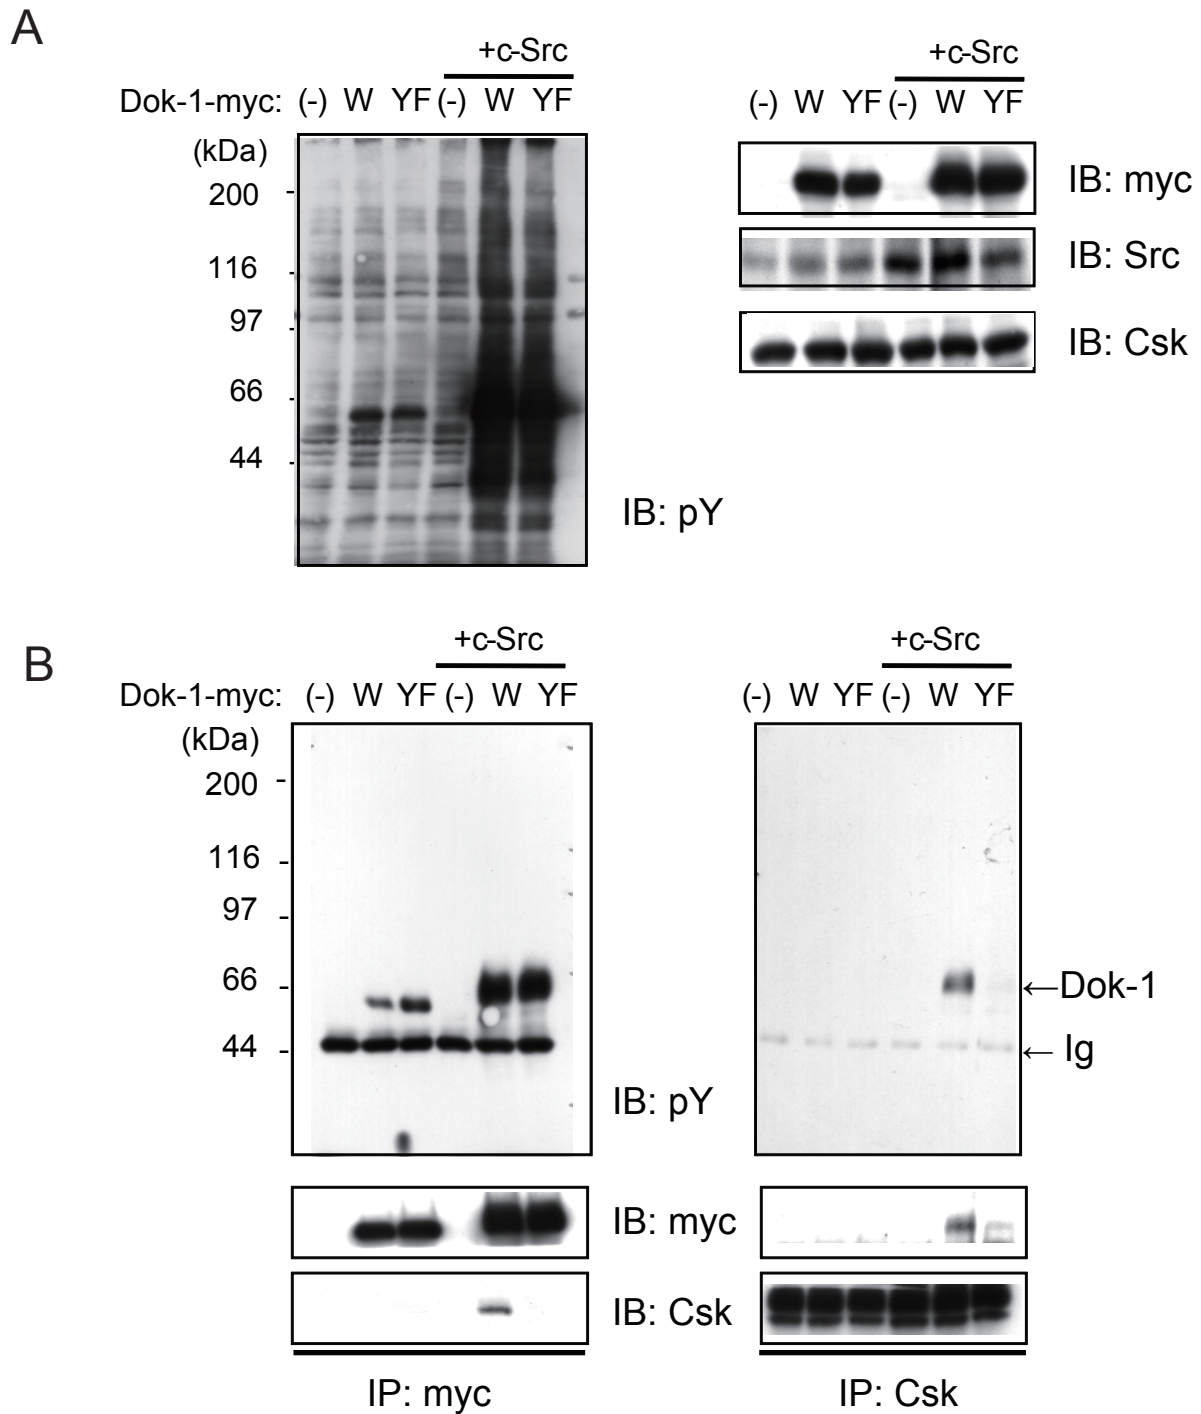 A
+c-Src
+c-Src
Dok-1-myc: (-) W YF (-) W YF
(-) W YF (-) W YF
(kDa)
200
116
97
66
44
IB: pY
IB: myc
IB: Src
IB: Csk
B
+c-Src
+c-Src
Dok-1-myc: (-) W YF (-) W YF
(-) W YF (-) W YF
(kDa)
200
116
97
66
44
←Dok-1
← Ig
IB: pY
IB: myc
IB: Csk
IP: myc
IP: Csk